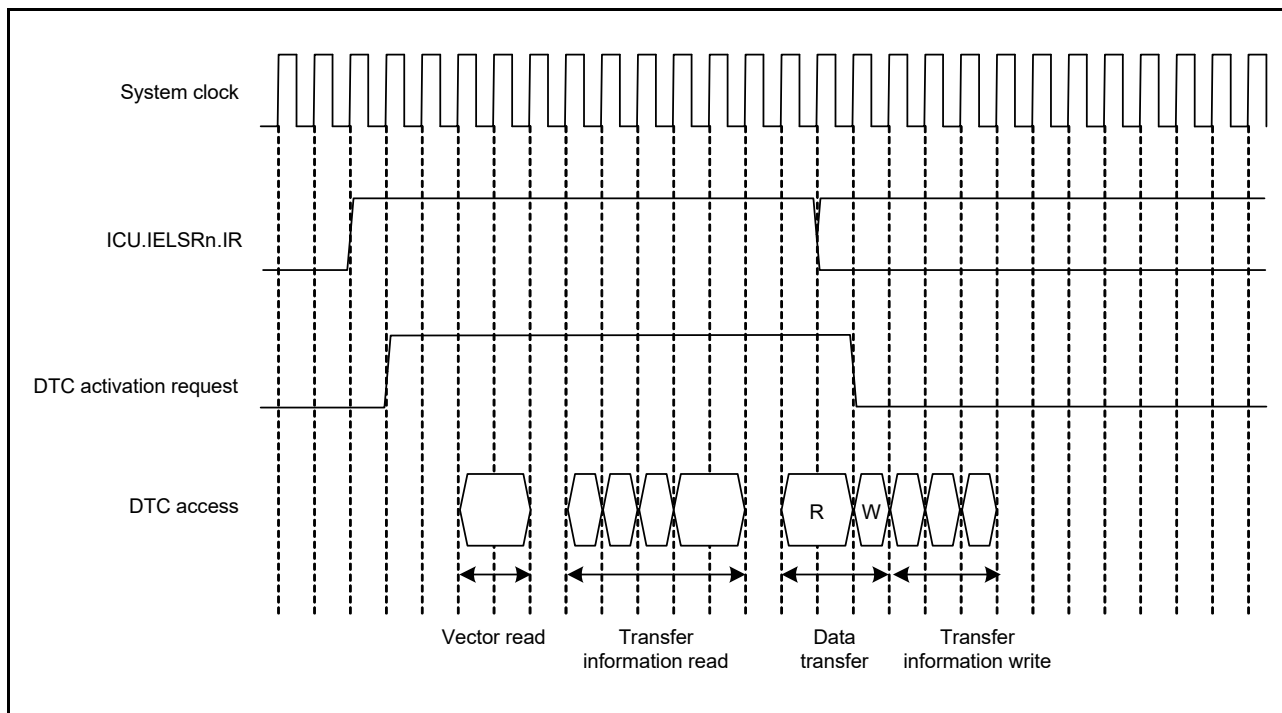 System clock
ICU.IELSRn.IR
DTC activation request
DTC access
R
W
Vector read
Transfer
information read
Data
transfer
Transfer
information write